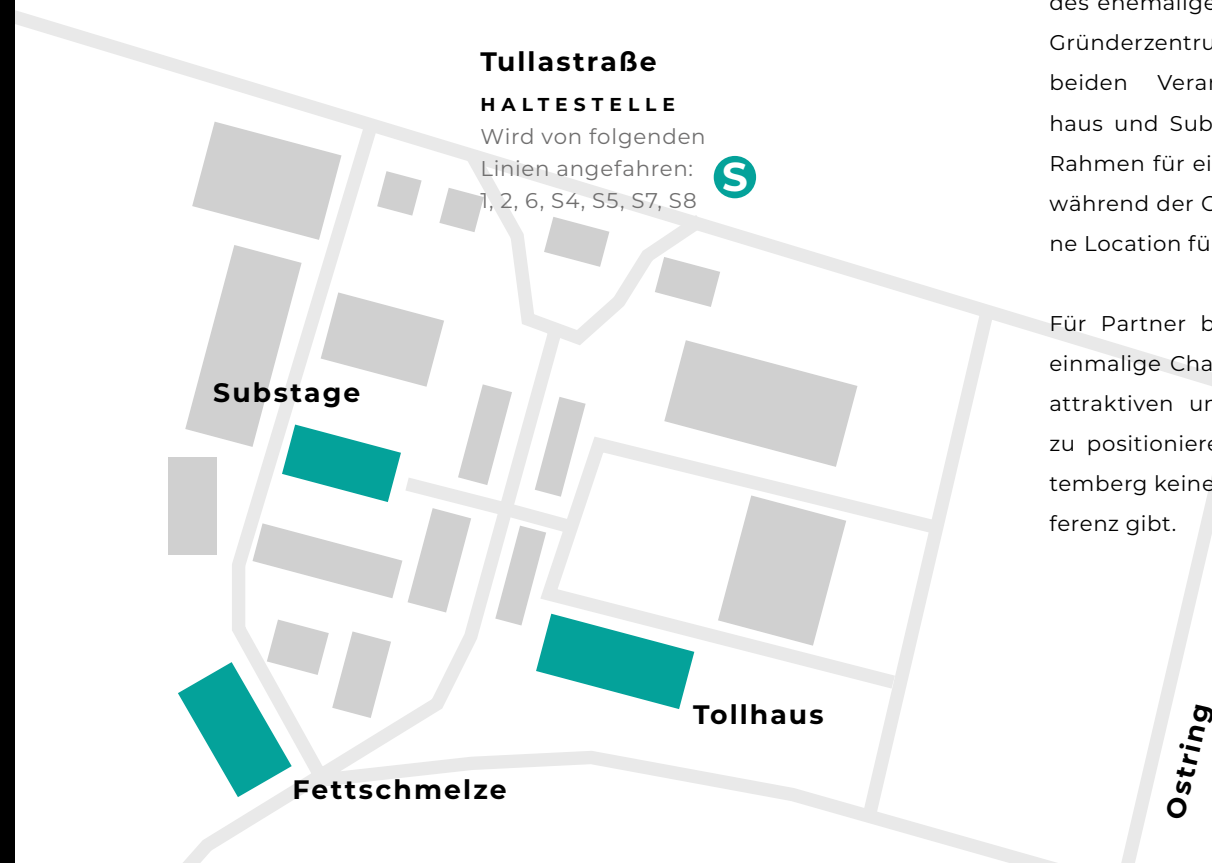 Tullastraße
HALTESTELLE
Wird von folgenden
Linien angefahren:
1, 2, 6, S4, S5, S7, S8
S
Substage
Tollhaus
Fettschmelze
Ostring
Gründerzentru
beiden Veran
haus und Sub
Rahmen für ei
während der
ne Location fü
Für Partner b
einmalige Cha
attraktiven un
zu positioniere
temberg keine
ferenz gibt.